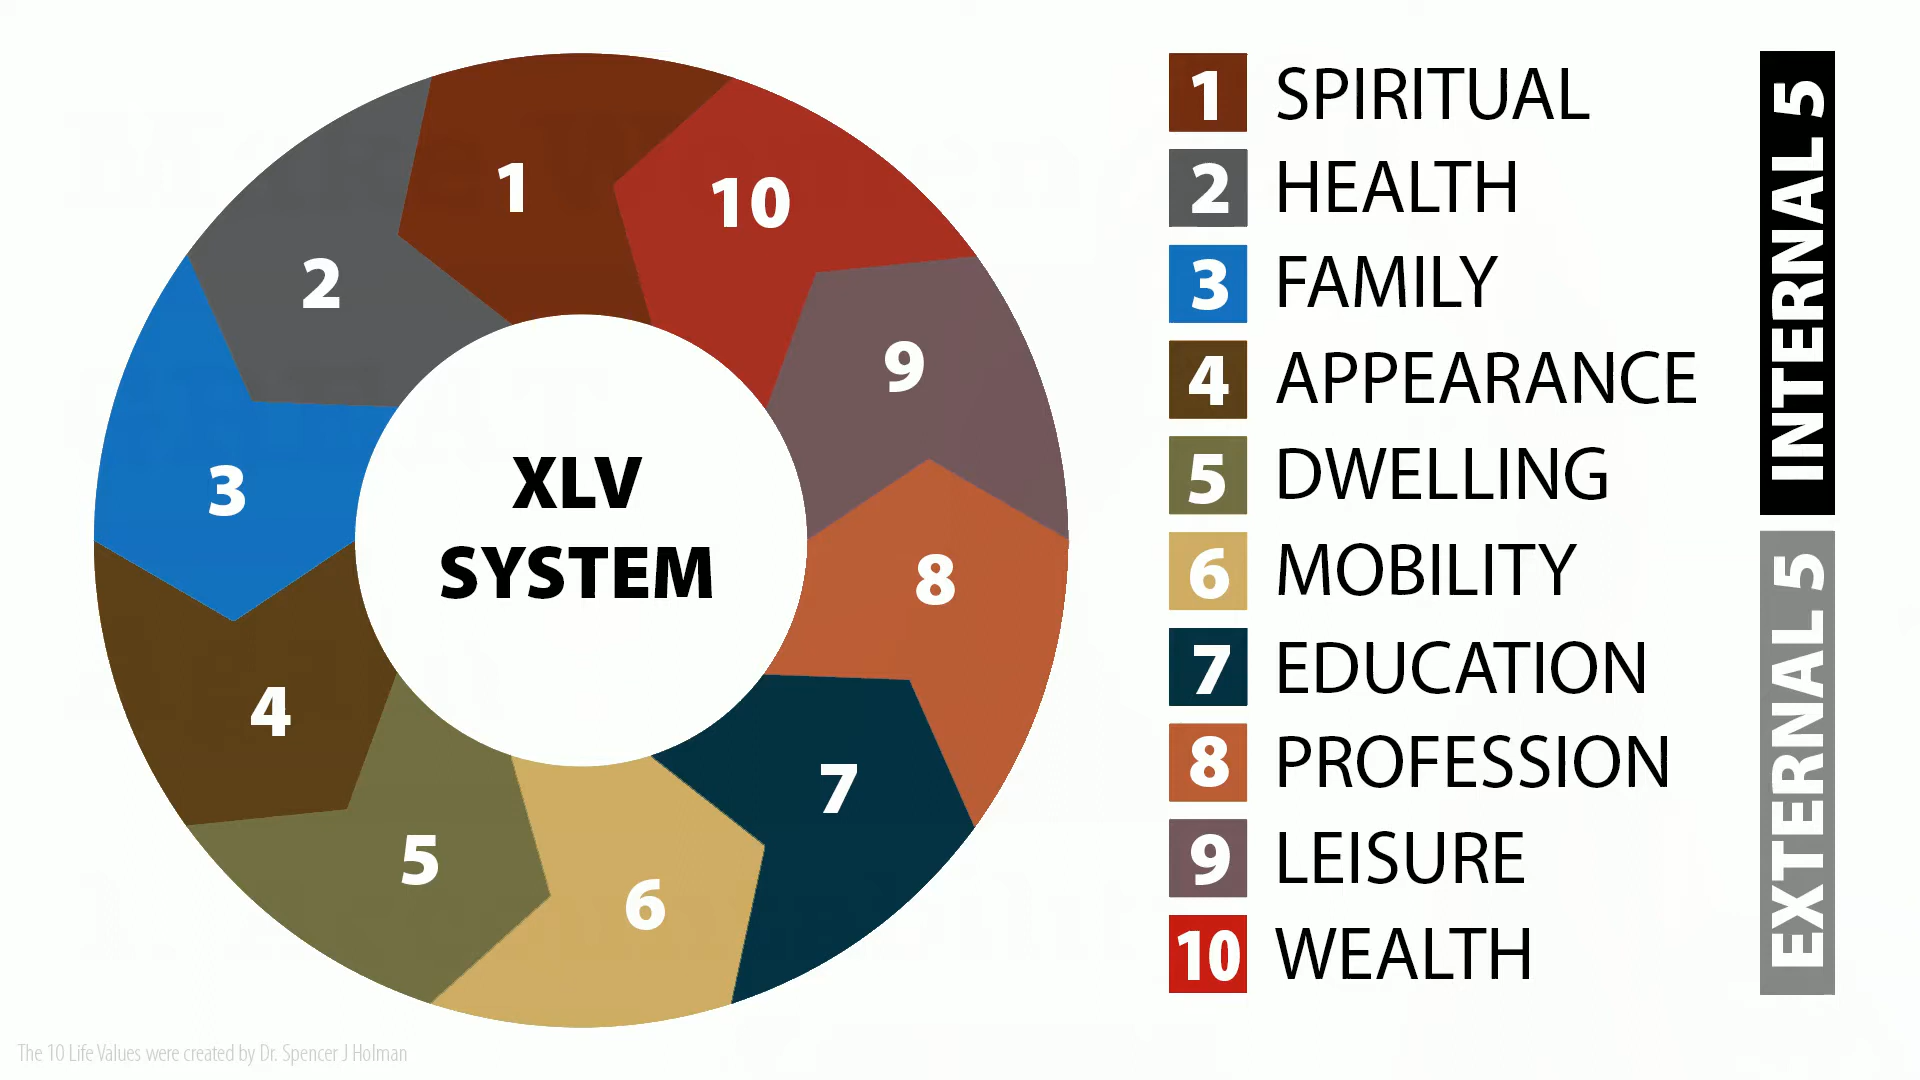 1
10
2
9
3
XLV
SYSTEM
8
4
7
5
6
1 SPIRITUAL
2 HEALTH
3 FAMILY
4 APPEARANCE
5 DWELLING
6 MOBILITY
7 EDUCATION
8 PROFESSION
9 LEISURE
10 WEALTH
INTERNAL 5
EXTERNAL 5
The 10 Life Values were created by Dr. Spencer J Holman